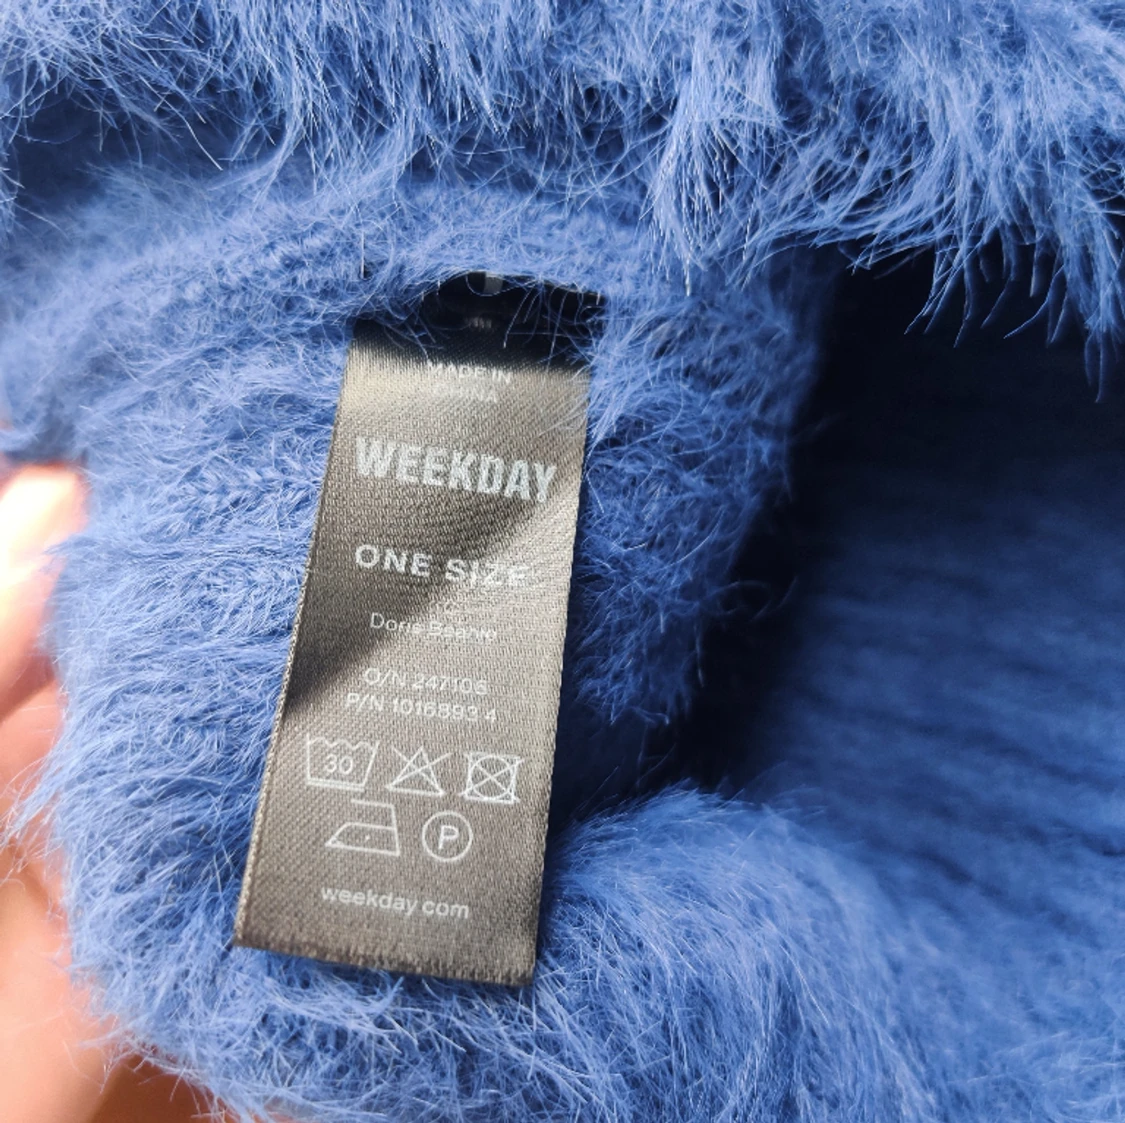 MADE IN
CHINA
WEEKDAY
ONE SIZE
Doris Beanie
O/N 247106
P/N 1016893 4
30
P
weekday.com